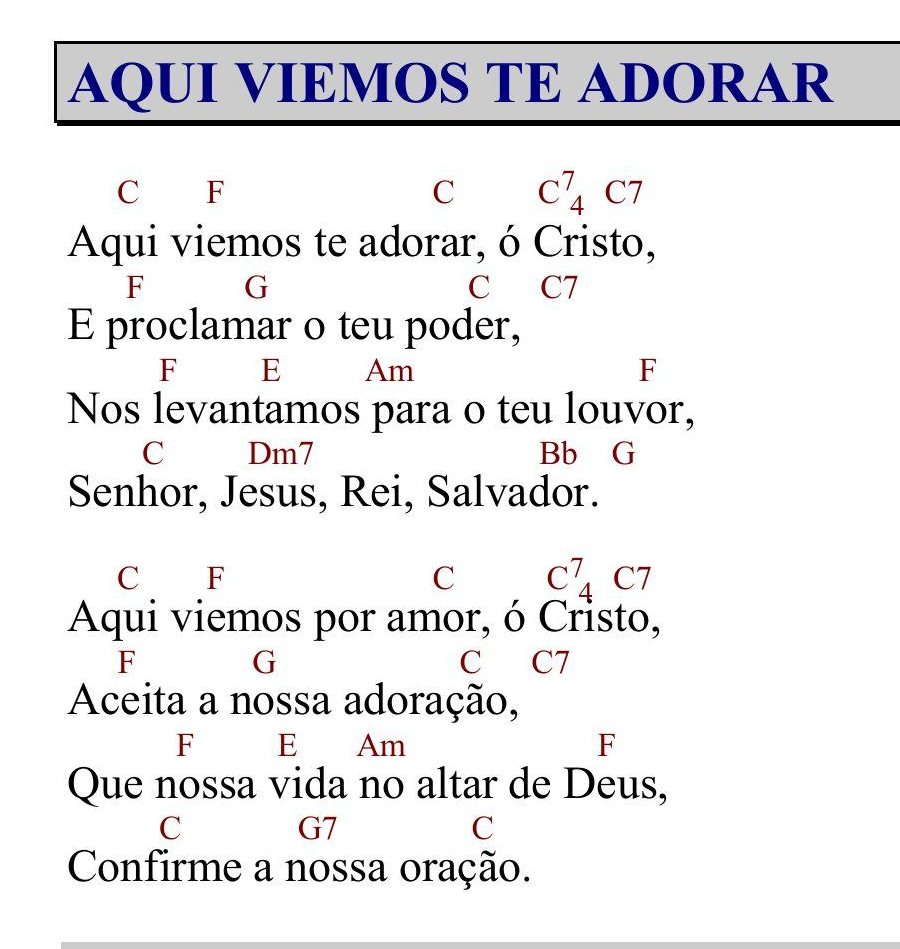 AQUI VIEMOS TE ADORAR
C F C C7 4 C7
Aqui viemos te adorar, ó Cristo,
F G C C7
E proclamar o teu poder,
F E Am F
Nos levantamos para o teu louvor,
C Dm7 Bb G
Senhor, Jesus, Rei, Salvador.
C F C C7 4 C7
Aqui viemos por amor, ó Cristo,
F G C C7
Aceita a nossa adoração,
F E Am F
Que nossa vida no altar de Deus,
C G7 C
Confirme a nossa oração.